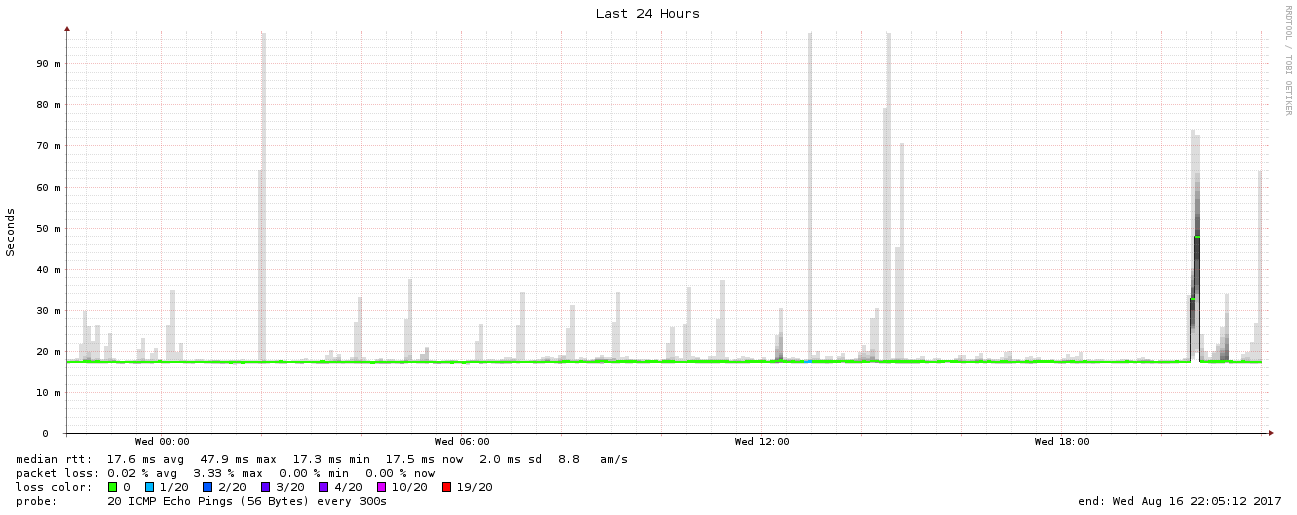 Last 24 Hours
RRDTOOL / TOBI OETIKER
Seconds
90 m
80 m
70 m
60 m
50 m
40 m
30 m
20 m
10 m
0
Wed 00:00 Wed 06:00 Wed 12:00 Wed 18:00
median rtt: 17.6 ms avg 47.9 ms max 17.3 ms min 17.5 ms now 2.0 ms sd 8.8 am/s
packet loss: 0.02 % avg 3.33 % max 0.00 % min 0.00 % now
loss color: 0 1/20 2/20 3/20 4/20 10/20 19/20
probe: 20 ICMP Echo Pings (56 Bytes) every 300s end: Wed Aug 16 22:05:12 2017